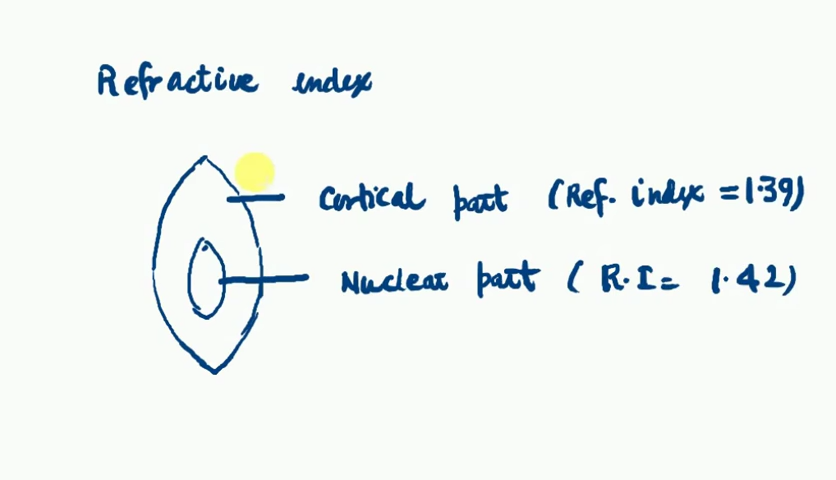 Refractive index
Cortical part (Ref. index = 1.39)
Nuclear part ( R.I = 1.42)